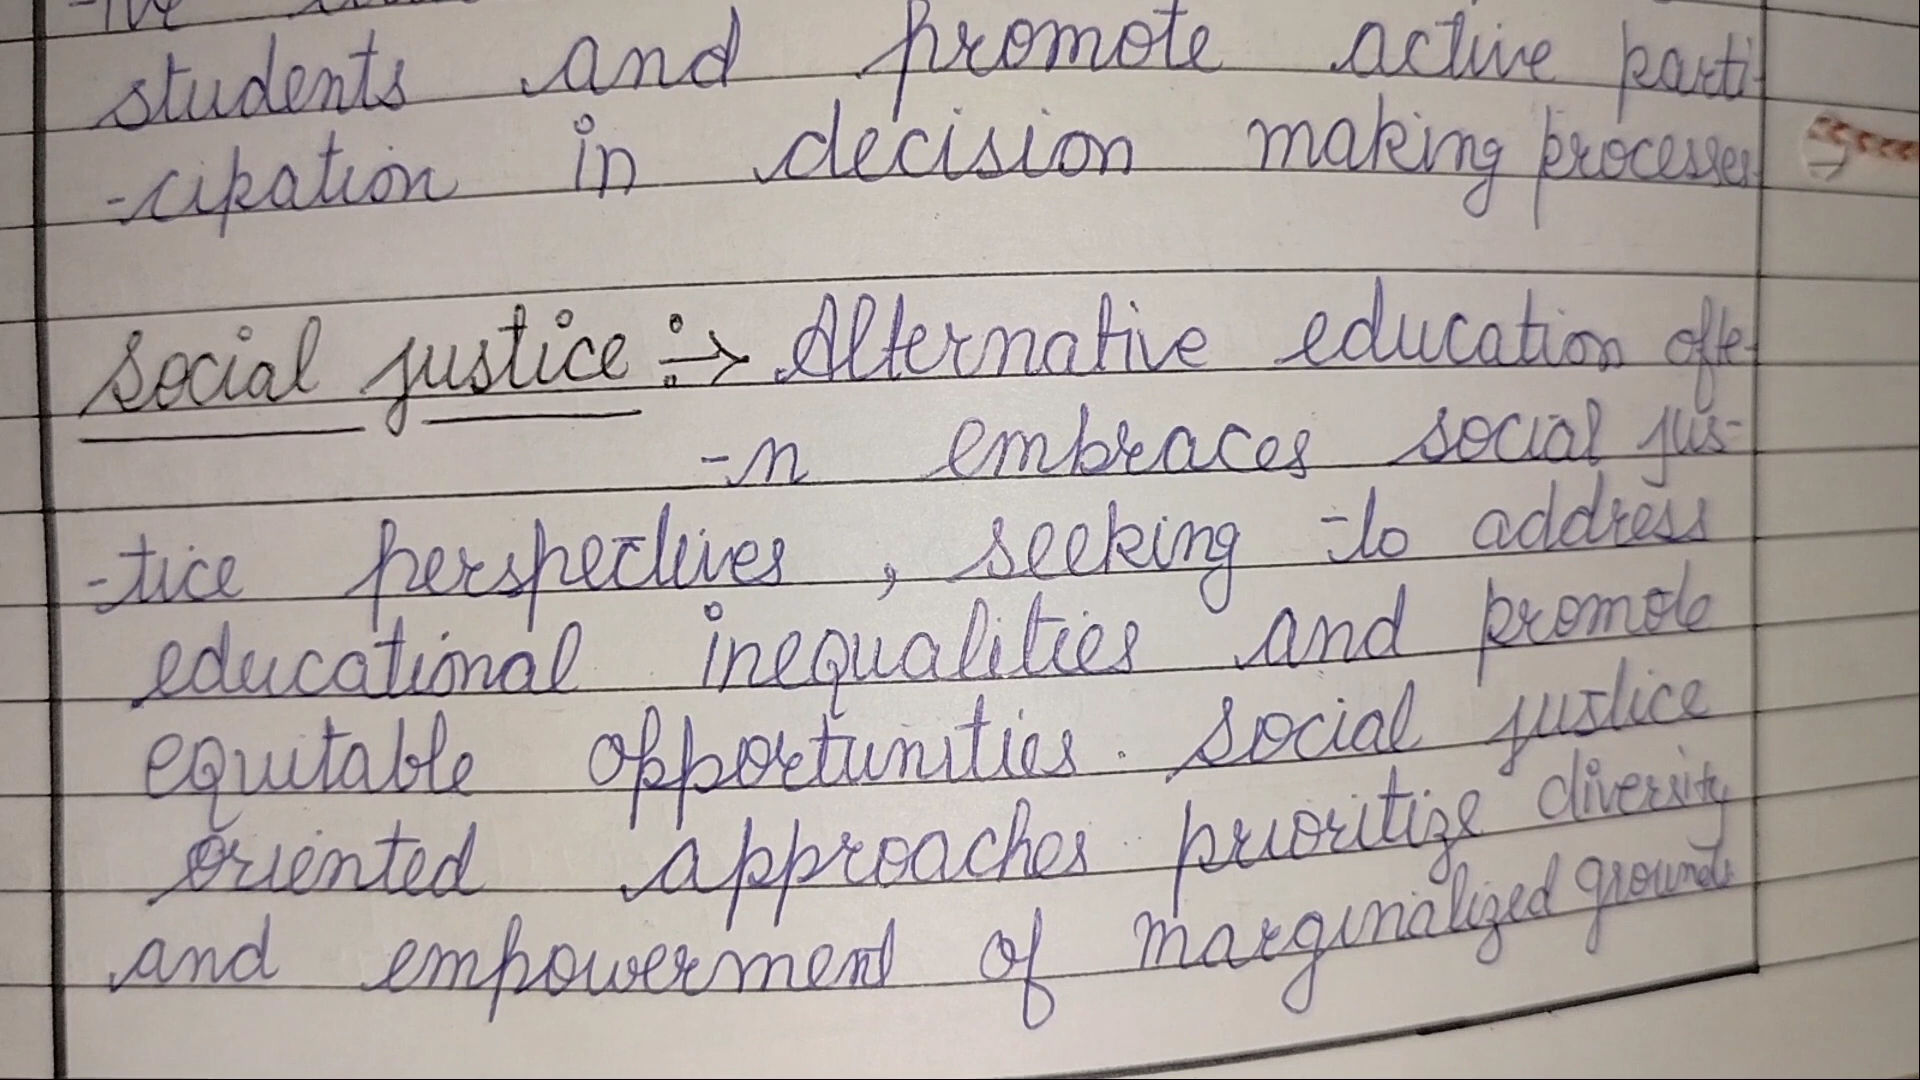 students and promote active parti-
-cipation in decision making processes
social justice :→ Alternative education ofte-
-n embraces social jus-
-tice perspectives , seeking to address
educational inequalities and promote
equitable opportunities. social justice
oriented approaches prioritize diversity
and empowerment of marginalized